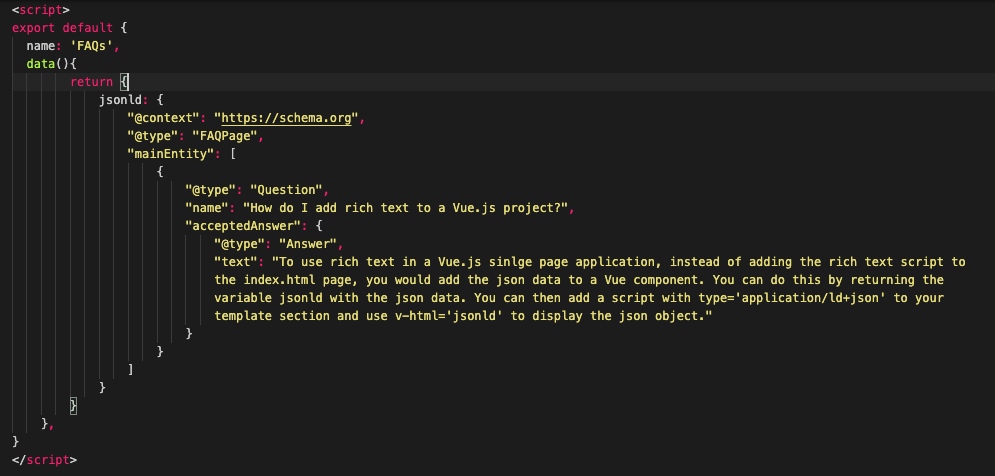 <script>
export default {
  name: 'FAQs',
  data(){
        return {
            jsonld: {
                "@context": "https://schema.org",
                "@type": "FAQPage",
                "mainEntity": [
                    {
                        "@type": "Question",
                        "name": "How do I add rich text to a Vue.js project?",
                        "acceptedAnswer": {
                            "@type": "Answer",
                            "text": "To use rich text in a Vue.js sinlge page application, instead of adding the rich text script to
                            the index.html page, you would add the json data to a Vue component. You can do this by returning the
                            variable jsonld with the json data. You can then add a script with type='application/ld+json' to your
                            template section and use v-html='jsonld' to display the json object."
                        }
                    }
                ]
            }
        }
    },
}
</script>